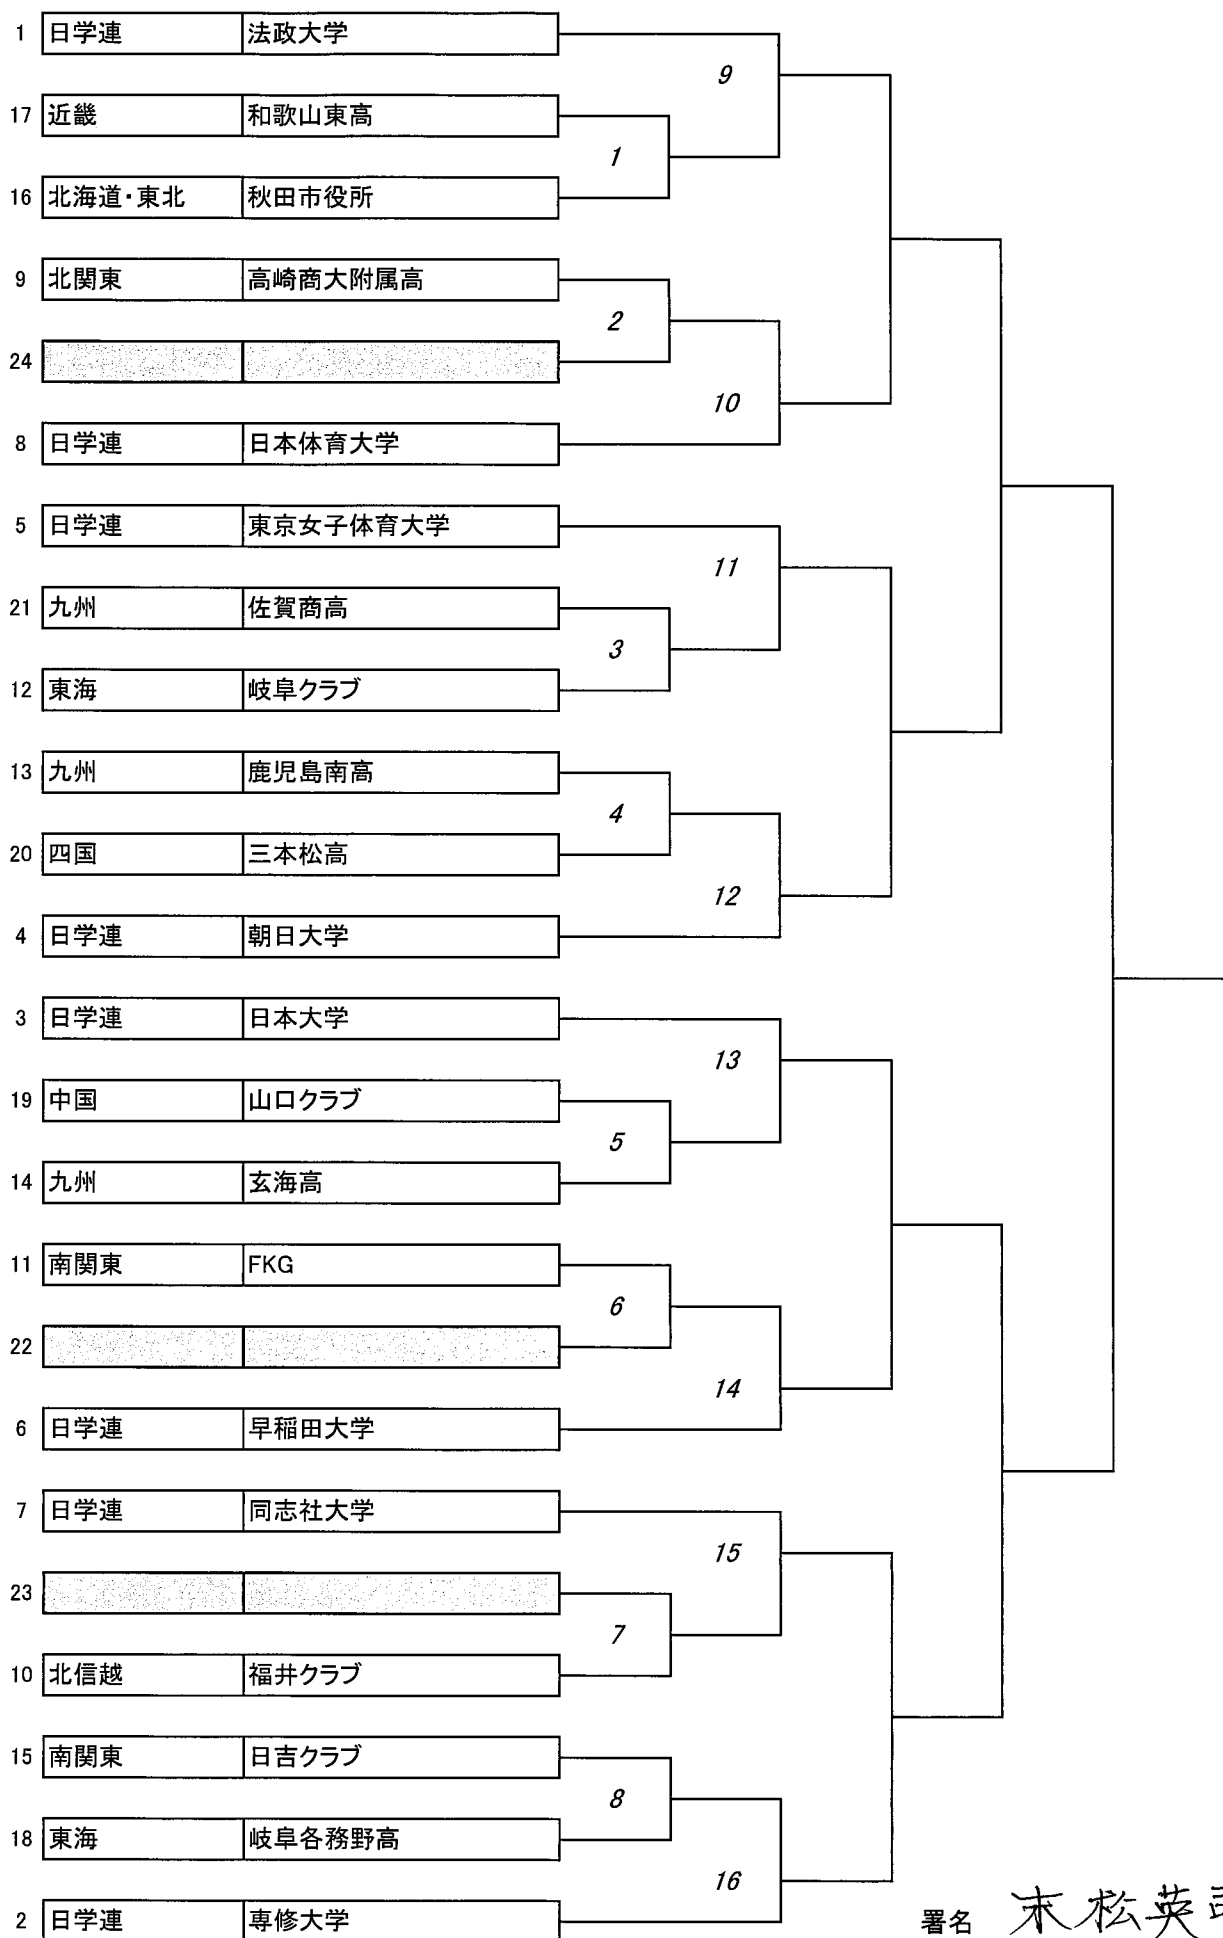 1 日学連 法政大学
9
17 近畿 和歌山東高
1
16 北海道・東北 秋田市役所
9 北関東 高崎商大附属高
2
24
10
8 日学連 日本体育大学
5 日学連 東京女子体育大学
11
21 九州 佐賀商高
3
12 東海 岐阜クラブ
13 九州 鹿児島南高
4
20 四国 三本松高
12
4 日学連 朝日大学
3 日学連 日本大学
13
19 中国 山口クラブ
5
14 九州 玄海高
11 南関東 FKG
6
22
14
6 日学連 早稲田大学
7 日学連 同志社大学
15
23
7
10 北信越 福井クラブ
15 南関東 日吉クラブ
8
18 東海 岐阜各務野高
16
2 日学連 専修大学
署名 末松英司